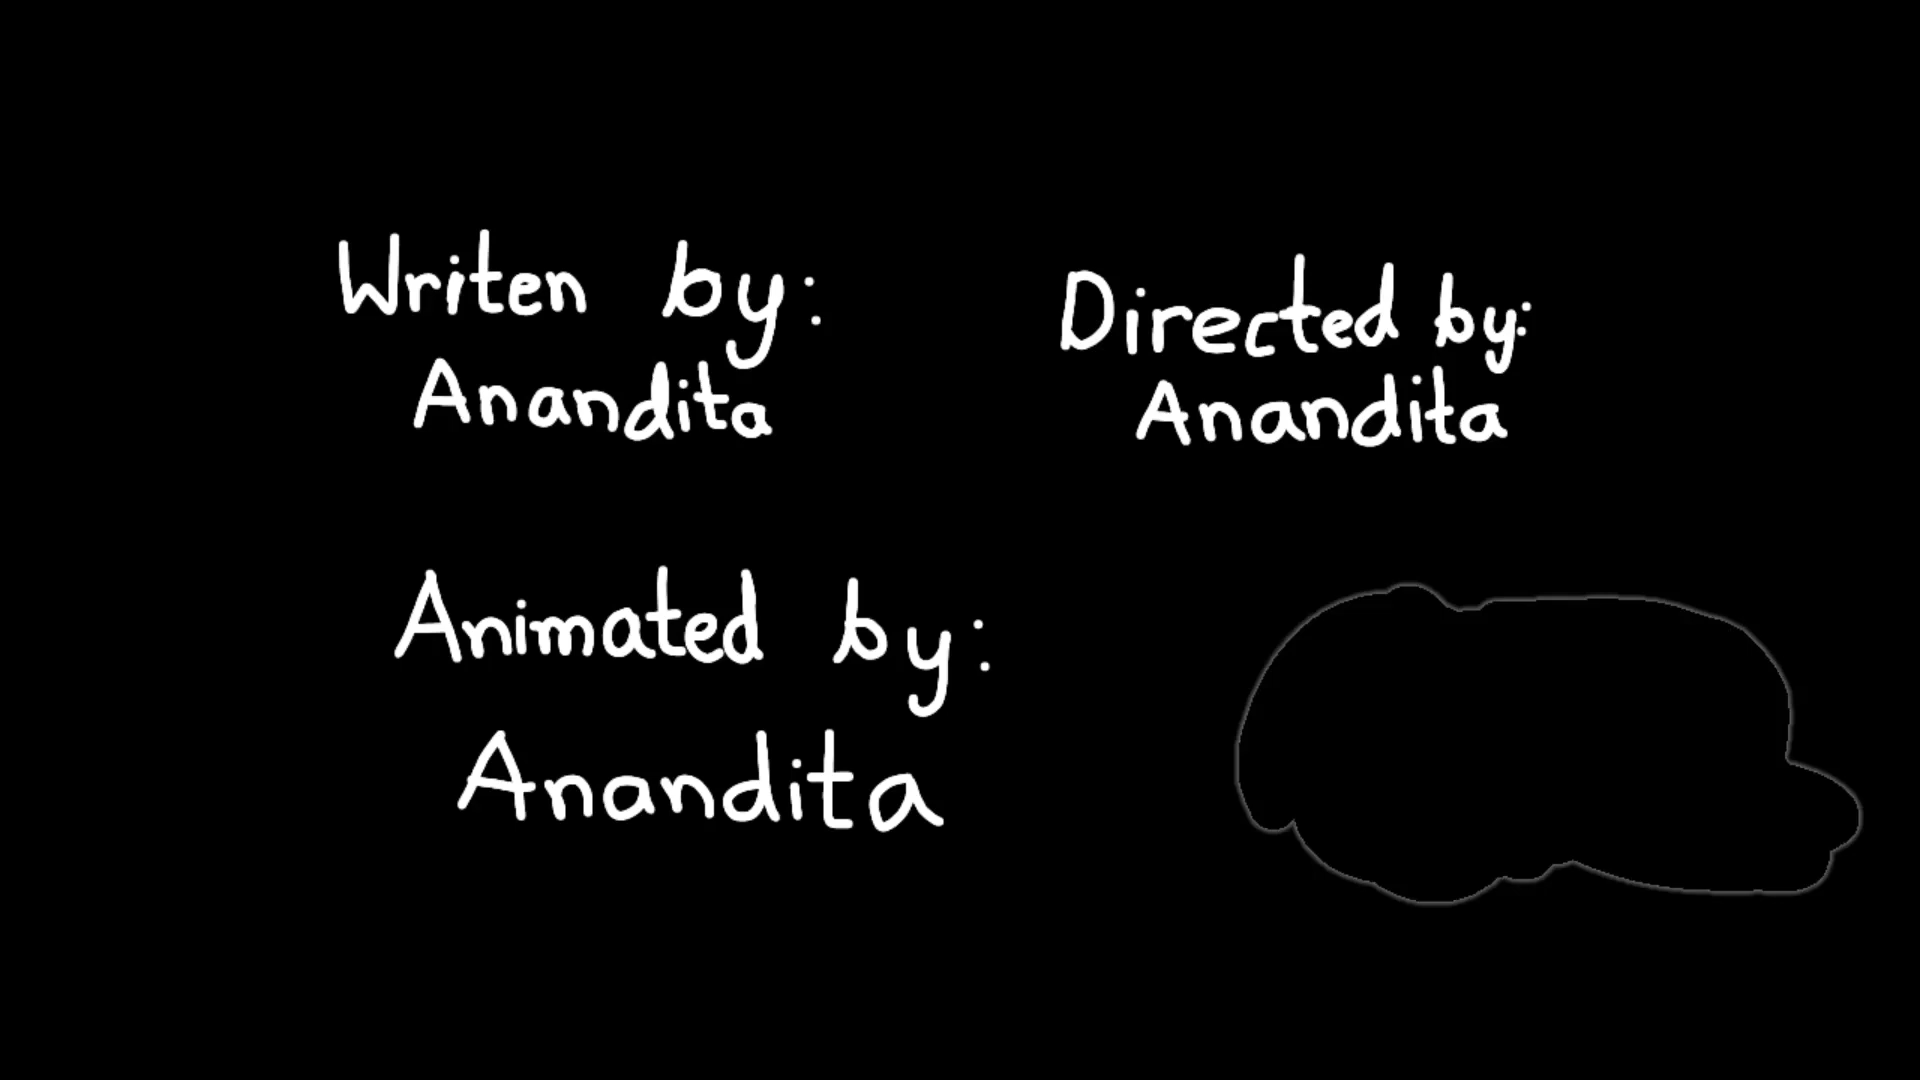 Writen by:
Anandita
Directed by:
Anandita
Animated by:
Anandita